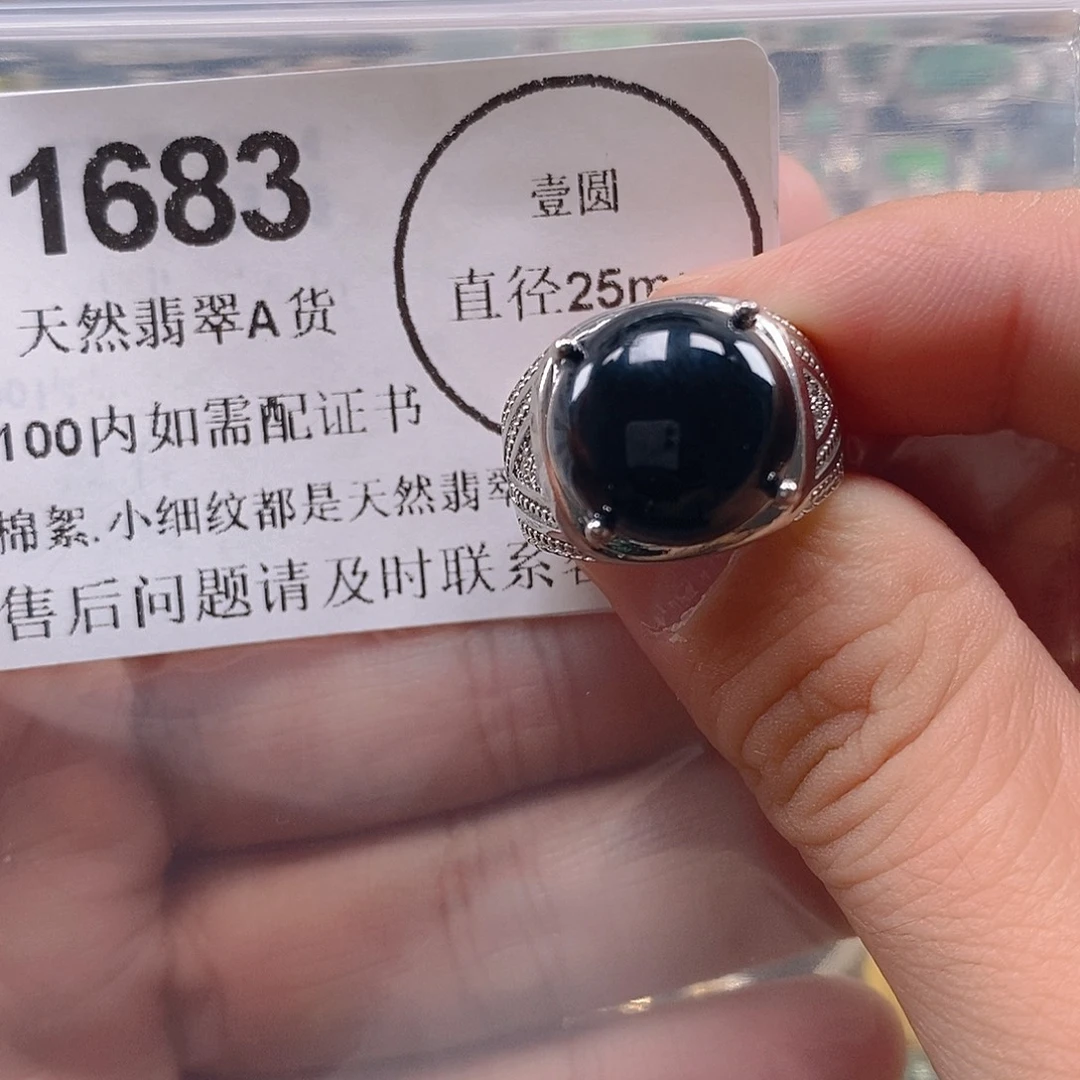 1683
壹圆
直径25m
天然翡翠A货
100内如需配证书
棉絮.小细纹都是天然翡翠
售后问题请及时联系客